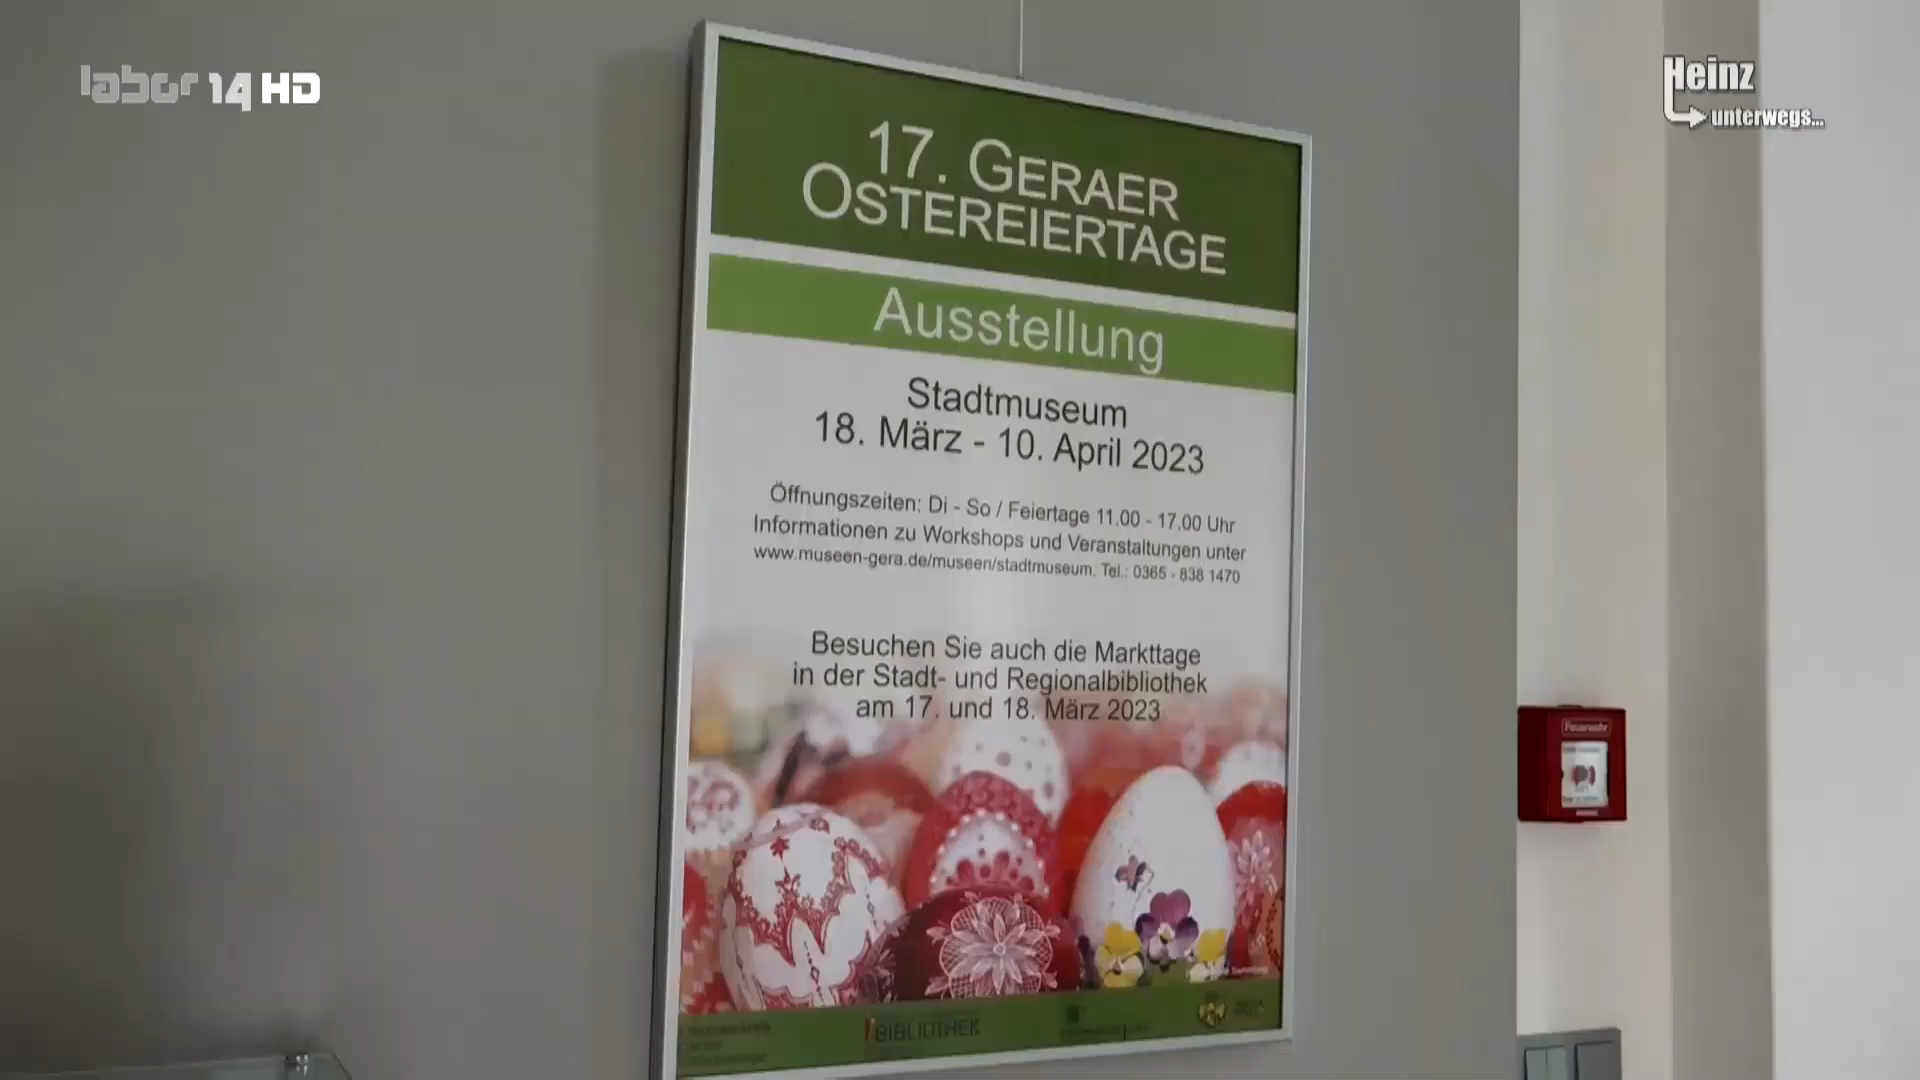 labor 14 HD
Heinz
unterwegs...
17. GERAER
OSTEREIERTAGE
Ausstellung
Stadtmuseum
18. März - 10. April 2023
Öffnungszeiten: Di - So / Feiertage 11.00 - 17.00 Uhr
Informationen zu Workshops und Veranstaltungen unter
www.museen-gera.de/museen/stadtmuseum. Tel.: 0365 - 838 1470
Besuchen Sie auch die Markttage
in der Stadt- und Regionalbibliothek
am 17. und 18. März 2023
Feuerwehr
BIBLIOTHEK